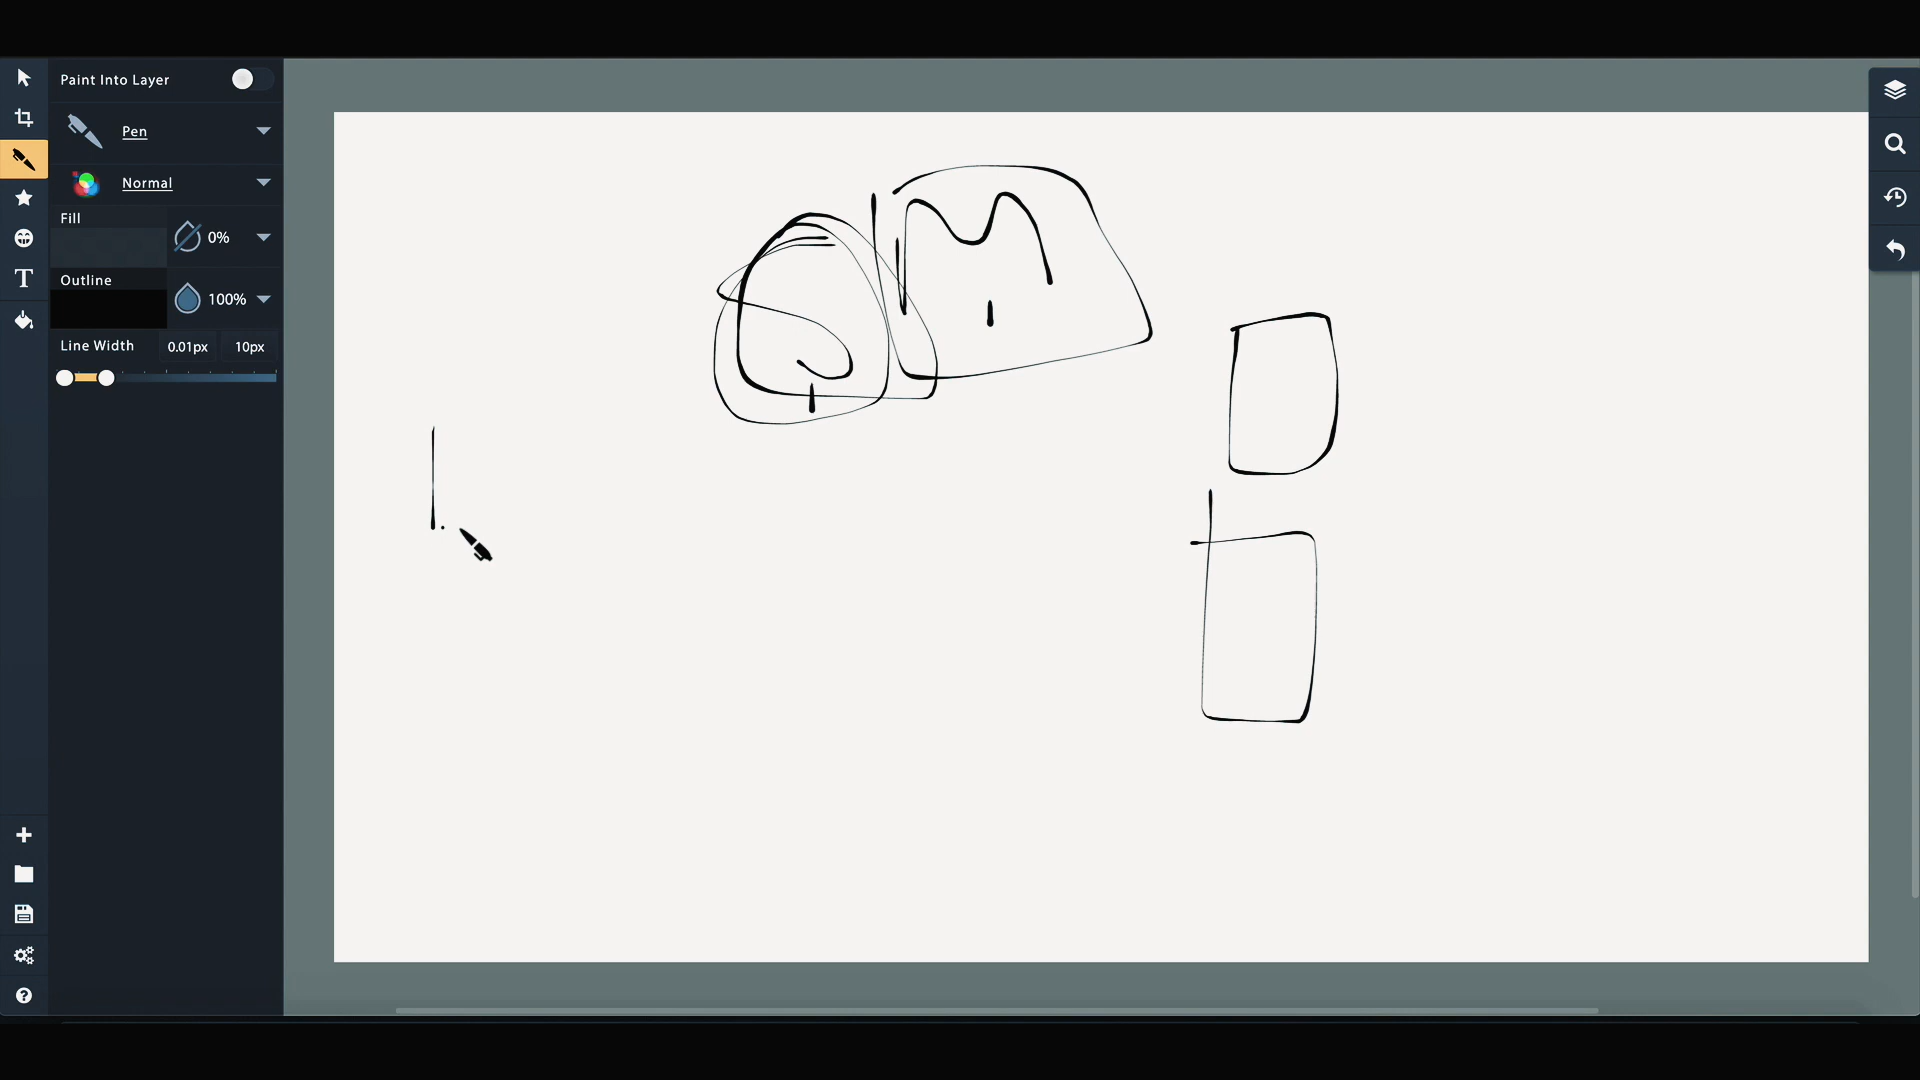 Paint Into Layer
Pen
Normal
Fill
0%
Outline
100%
Line Width 0.01px 10px